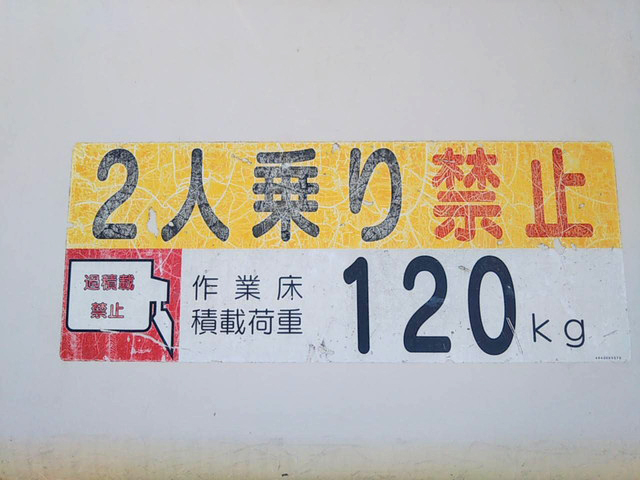 2人乗り禁止
過積載
禁止
作業床
積載荷重
120kg